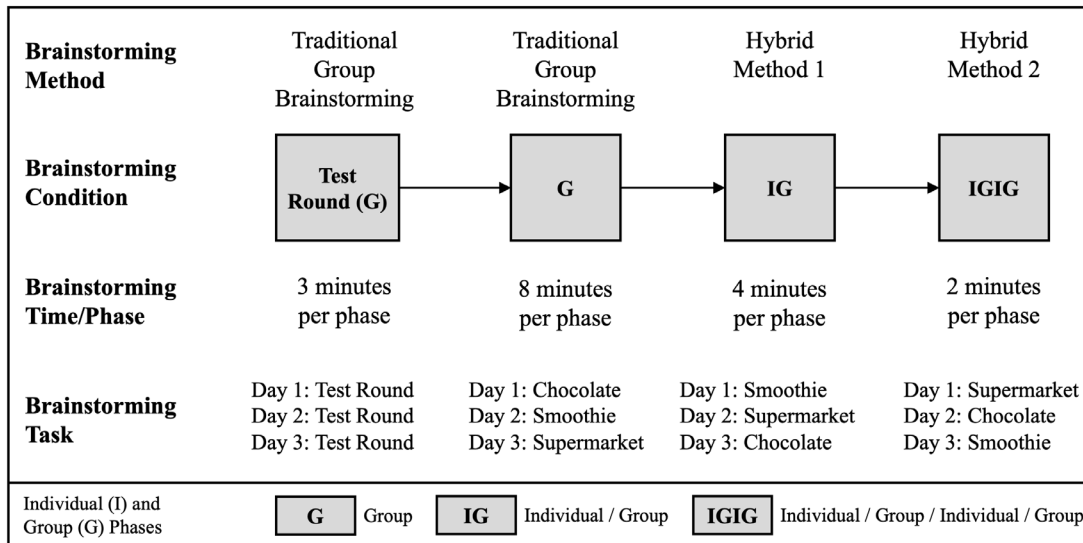 Brainstorming
Method
Traditional
Group
Brainstorming
Traditional
Group
Brainstorming
Hybrid
Method 1
Hybrid
Method 2
Brainstorming
Condition
Test
Round (G)
G
IG
IGIG
Brainstorming
Time/Phase
3 minutes
per phase
8 minutes
per phase
4 minutes
per phase
2 minutes
per phase
Brainstorming
Task
Day 1: Test Round
Day 2: Test Round
Day 3: Test Round
Day 1: Chocolate
Day 2: Smoothie
Day 3: Supermarket
Day 1: Smoothie
Day 2: Supermarket
Day 3: Chocolate
Day 1: Supermarket
Day 2: Chocolate
Day 3: Smoothie
Individual (I) and
Group (G) Phases
G
Group
IG
Individual / Group
IGIG
Individual / Group / Individual / Group